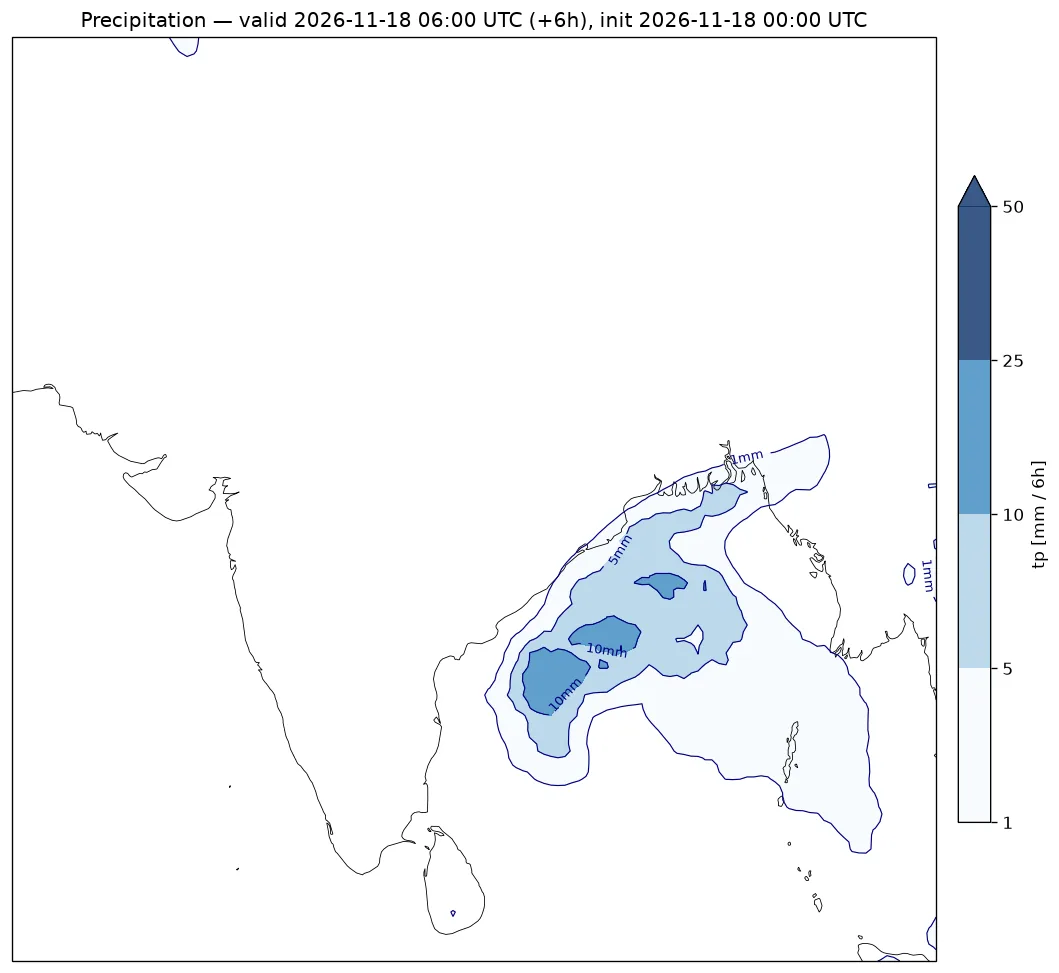 Precipitation — valid 2026-11-18 06:00 UTC (+6h), init 2026-11-18 00:00 UTC
50
25
10
5
1
tp [mm / 6h]
1mm
5mm
1mm
10mm
10mm